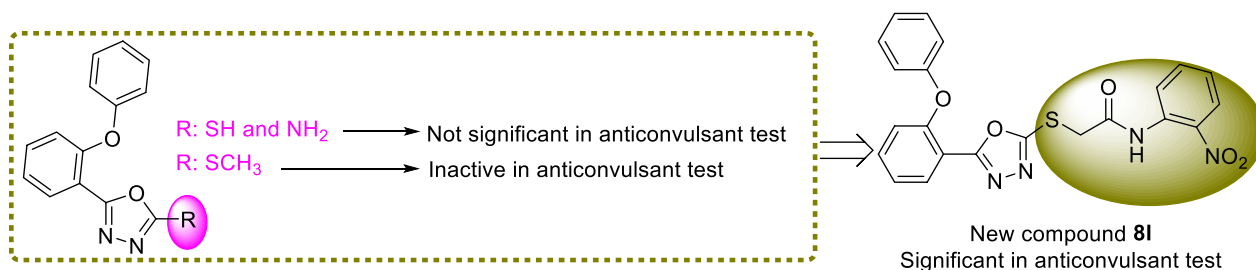 O
R: SH and NH2
Not significant in anticonvulsant test
R: SCH3
Inactive in anticonvulsant test
O
R
N
N
O
O
O
S
N
H
N
N
NO2
New compound 8l
Significant in anticonvulsant test